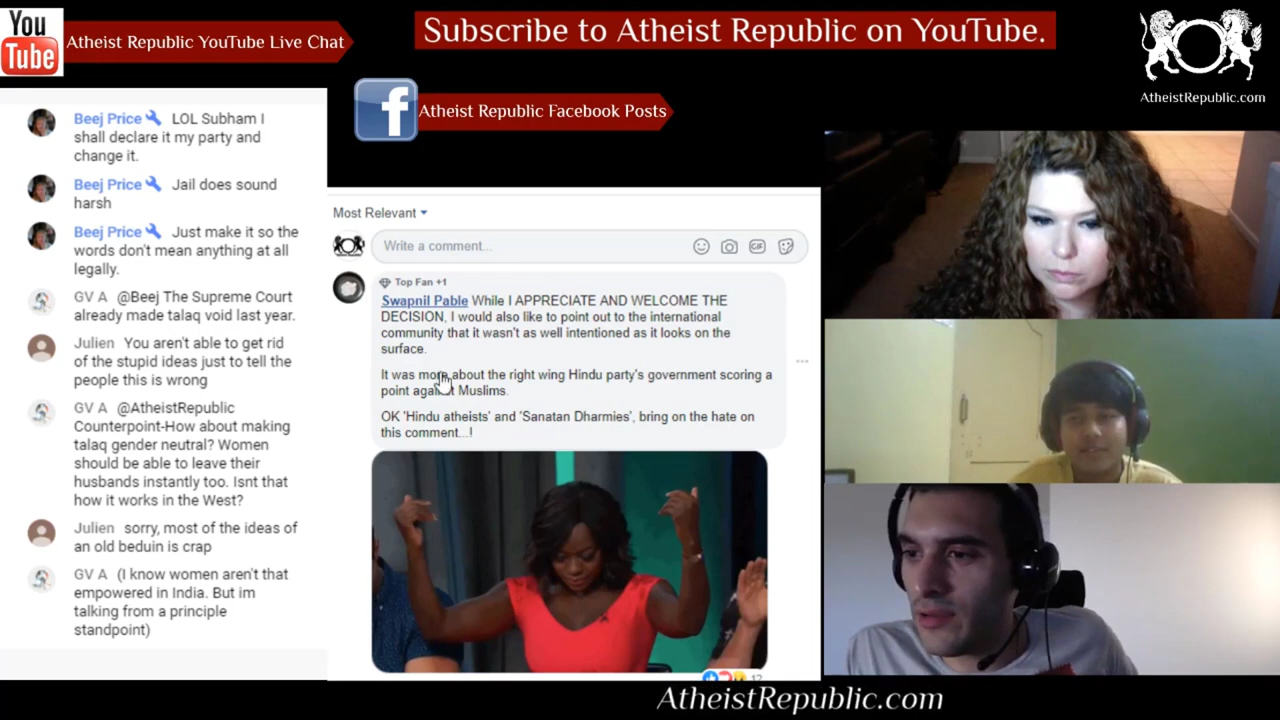 You
Tube
Atheist Republic YouTube Live Chat
Subscribe to Atheist Republic on YouTube.
AtheistRepublic.com
f
Atheist Republic Facebook Posts
Beej Price LOL Subham I
shall declare it my party and
change it.
Beej Price Jail does sound
harsh
Beej Price Just make it so the
words don't mean anything at all
legally.
GV A @Beej The Supreme Court
already made talaq void last year.
Julien You aren't able to get rid
of the stupid ideas just to tell the
people this is wrong
GV A @AtheistRepublic
Counterpoint-How about making
talaq gender neutral? Women
should be able to leave their
husbands instantly too. Isnt that
how it works in the West?
Julien sorry, most of the ideas of
an old beduin is crap
GV A (I know women aren't that
empowered in India. But im
talking from a principle
standpoint)
Most Relevant
Write a comment...
GIF
Top Fan +1
Swapnil Pable While I APPRECIATE AND WELCOME THE
DECISION, I would also like to point out to the international
community that it wasn't as well intentioned as it looks on the
surface.
It was more about the right wing Hindu party's government scoring a
point against Muslims.
OK 'Hindu atheists' and 'Sanatan Dharmies', bring on the hate on
this comment...!
12
AtheistRepublic.com